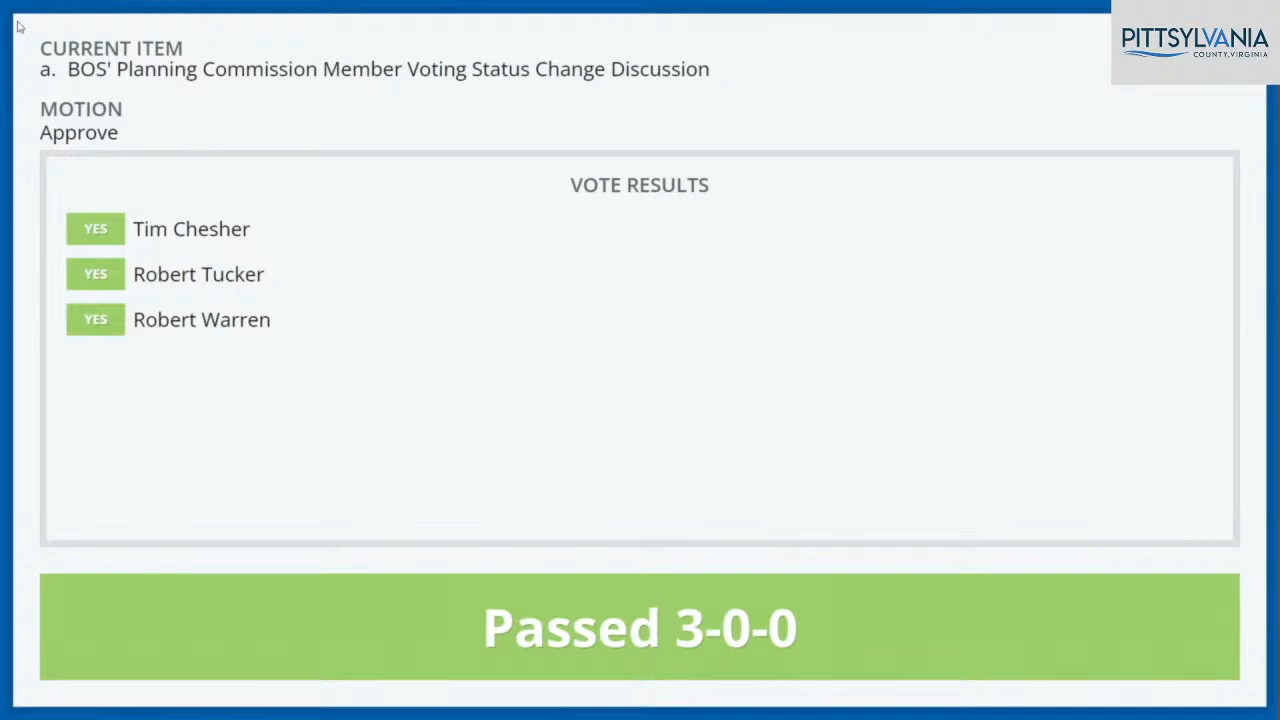 PITTSYLVANIA
COUNTY, VIRGINIA
CURRENT ITEM
a. BOS' Planning Commission Member Voting Status Change Discussion
MOTION
Approve
VOTE RESULTS
YES Tim Chesher
YES Robert Tucker
YES Robert Warren
Passed 3-0-0